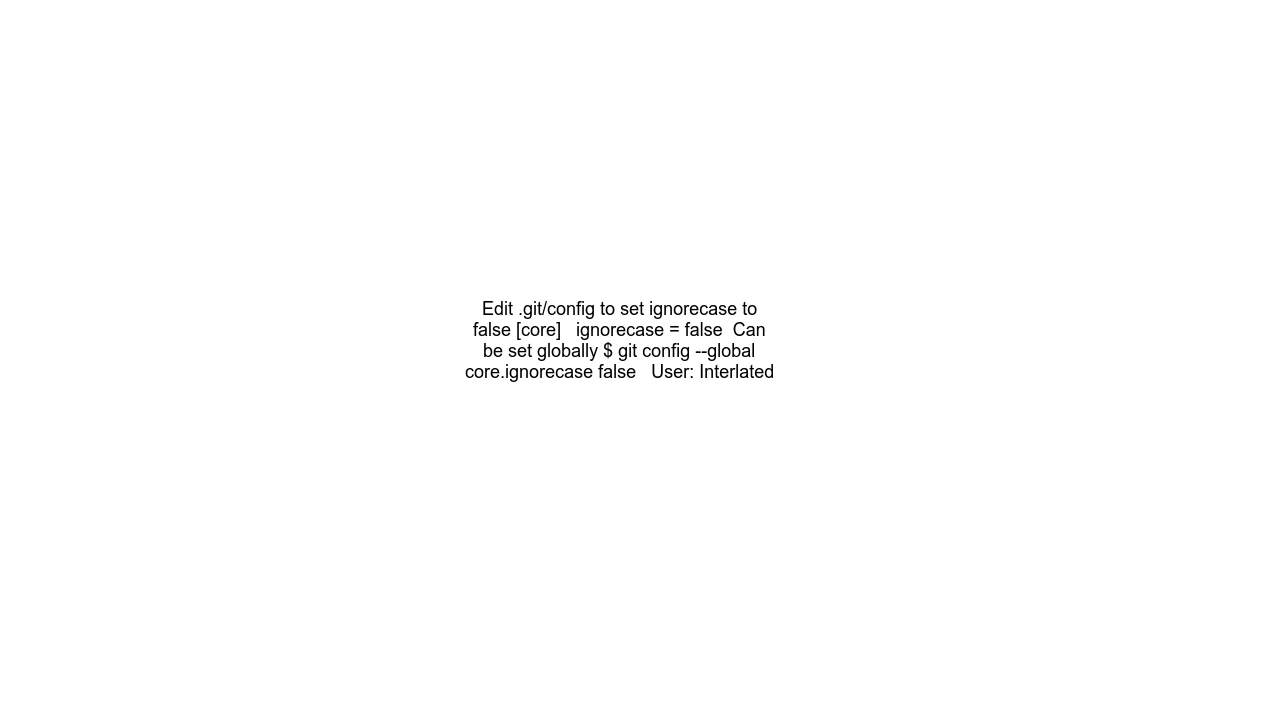 Edit .git/config to set ignorecase to
false [core]   ignorecase = false  Can
be set globally $ git config --global
core.ignorecase false   User: Interlated